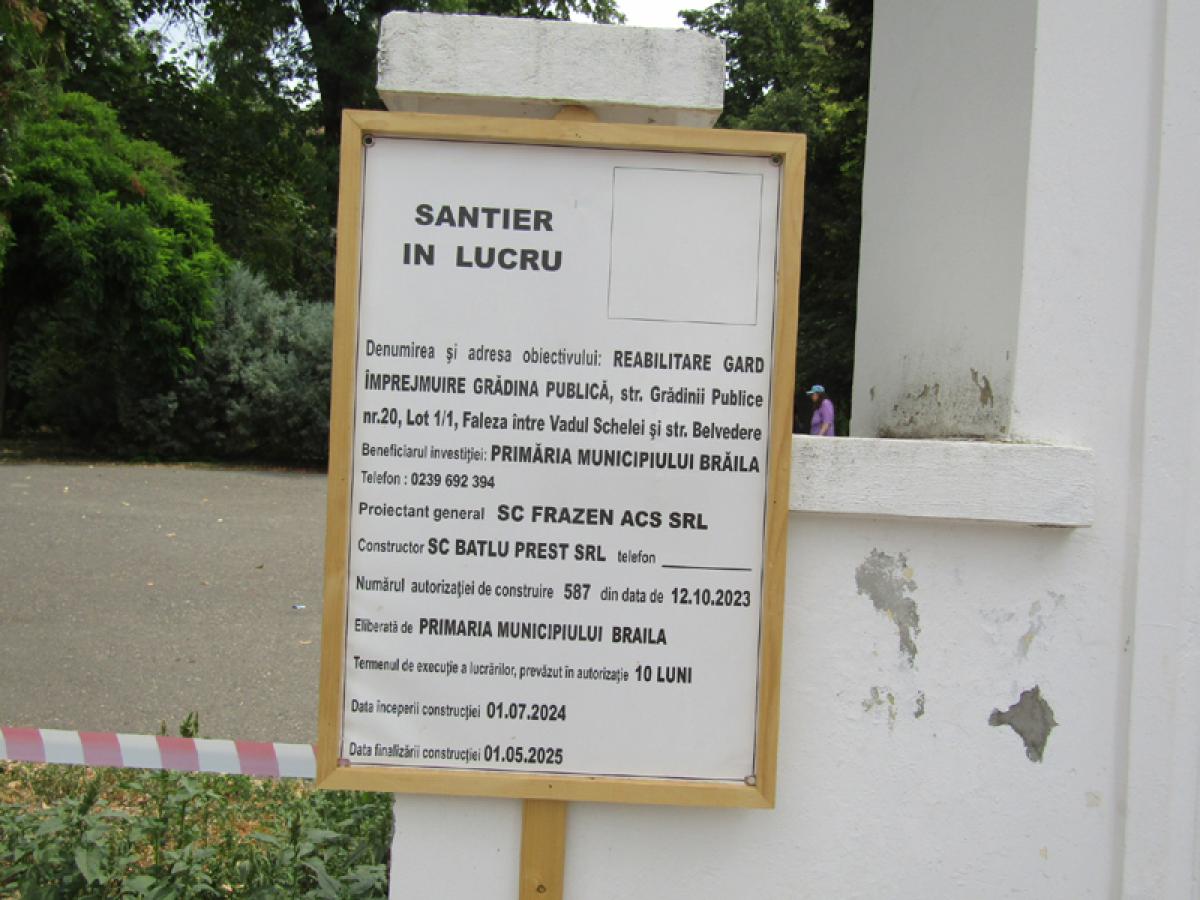 SANTIER
IN LUCRU
Denumirea şi adresa obiectivului: REABILITARE GARD
ÎMPREJMUIRE GRĂDINA PUBLICĂ, str. Grădinii Publice
nr.20, Lot 1/1, Faleza între Vadul Schelei şi str. Belvedere
Beneficiarul investiţiei: PRIMĂRIA MUNICIPIULUI BRĂILA
Telefon : 0239 692 394
Proiectant general SC FRAZEN ACS SRL
Constructor SC BATLU PREST SRL telefon ___________
Numărul autorizaţiei de construire 587 din data de 12.10.2023
Eliberată de PRIMARIA MUNICIPIULUI BRAILA
Termenul de execuţie a lucrărilor, prevăzut în autorizaţie 10 LUNI
Data începerii construcţiei 01.07.2024
Data finalizării construcţiei 01.05.2025